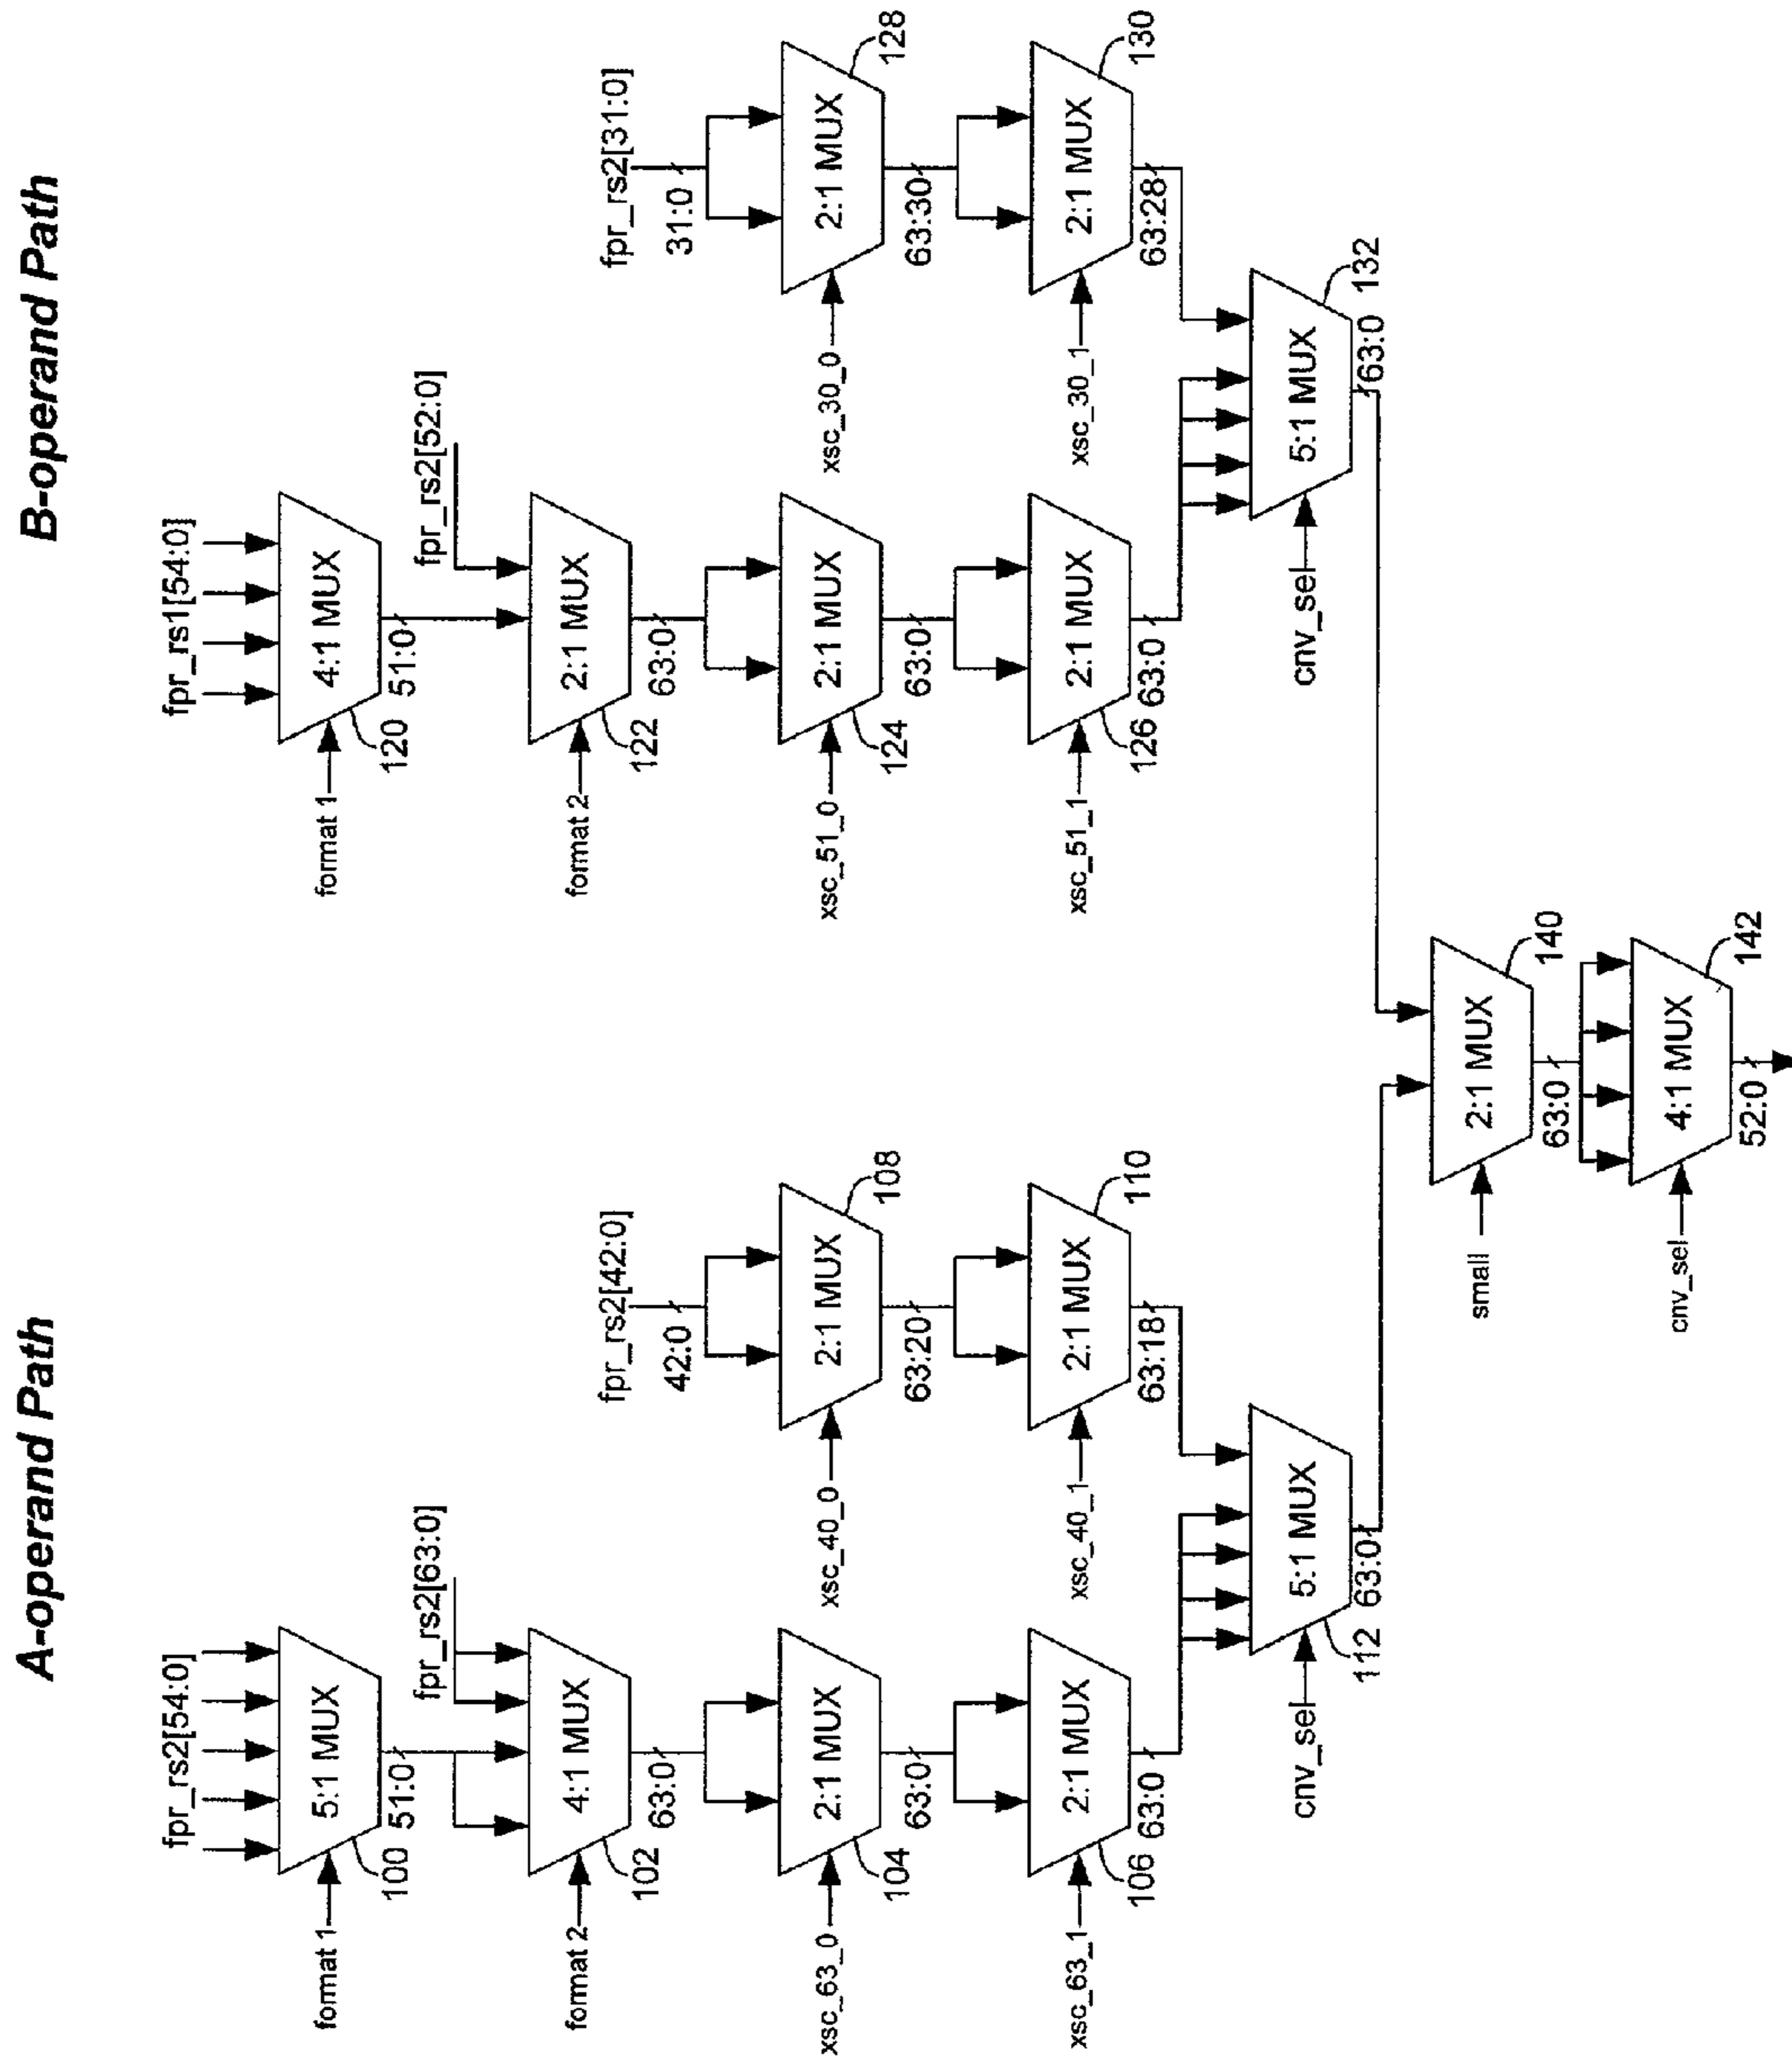 A-operand Path
fpr_rs2[54:0]
format 1
5:1 MUX
100
51:0
fpr_rs2[63:0]
format 2
4:1 MUX
102
63:0
fpr_rs2[42:0]
42:0
xsc_63_0
2:1 MUX
104
63:0
xsc_40_0
2:1 MUX
108
63:20
xsc_63_1
2:1 MUX
106
63:0
xsc_40_1
2:1 MUX
110
63:18
cnv_sel
5:1 MUX
112
63:0
B-operand Path
fpr_rs1[54:0]
format 1
4:1 MUX
120
51:0
fpr_rs2[52:0]
format 2
2:1 MUX
122
63:0
fpr_rs2[31:0]
31:0
xsc_51_0
2:1 MUX
124
63:0
xsc_30_0
2:1 MUX
128
63:30
xsc_51_1
2:1 MUX
126
63:0
xsc_30_1
2:1 MUX
130
63:28
cnv_sel
5:1 MUX
132
63:0
small
2:1 MUX
140
63:0
cnv_sel
4:1 MUX
142
52:0